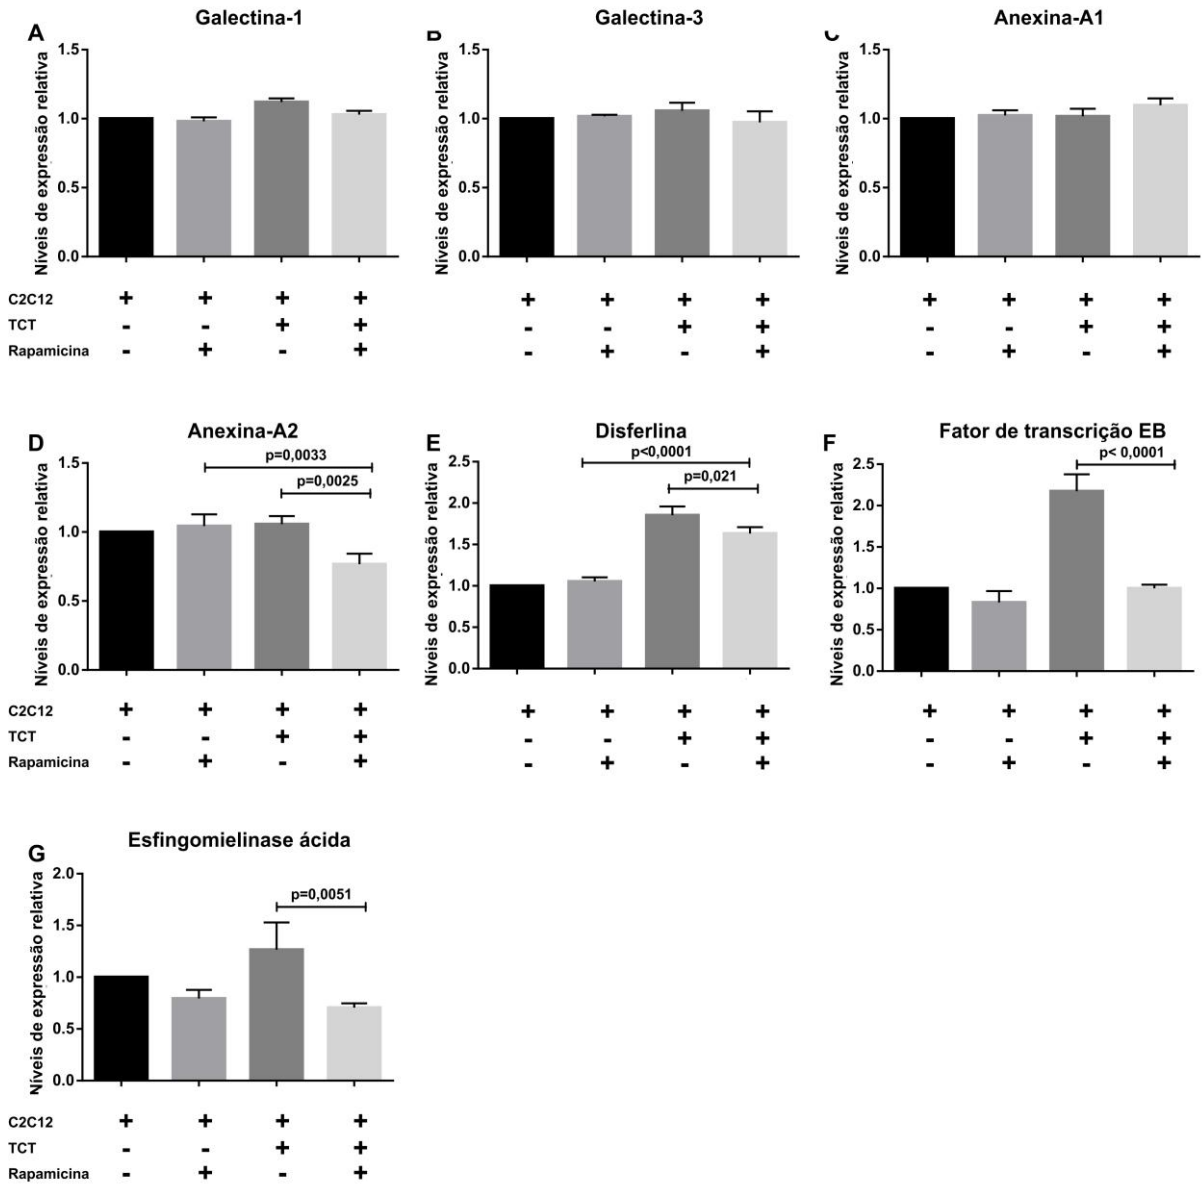 Galectina-1
Galectina-3
Anexina-A1
A
B
C
Níveis de expressão relativa
1.5
1.0
0.5
0.0
Níveis de expressão relativa
1.5
1.0
0.5
0.0
Níveis de expressão relativa
1.5
1.0
0.5
0.0
C2C12 + + + + + + + + + + + +
TCT - - + + - - + + - - + +
Rapamicina - + - + - + - + - + - +
D
Anexina-A2
E
Disferlina
F
Fator de transcrição EB
p=0,0033
p=0,0025
p<0,0001
p=0,021
p< 0,0001
Níveis de expressão relativa
1.5
1.0
0.5
0.0
Níveis de expressão relativa
2.5
2.0
1.5
1.0
0.5
0.0
Níveis de expressão relativa
2.5
2.0
1.5
1.0
0.5
0.0
C2C12 + + + + + + + + + + + +
TCT - - + + - - + + - - + +
Rapamicina - + - + - + - + - + - +
Esfingomielinase ácida
G
p=0,0051
Níveis de expressão relativa
2.0
1.5
1.0
0.5
0.0
C2C12 + + + +
TCT - - + +
Rapamicina - + - +